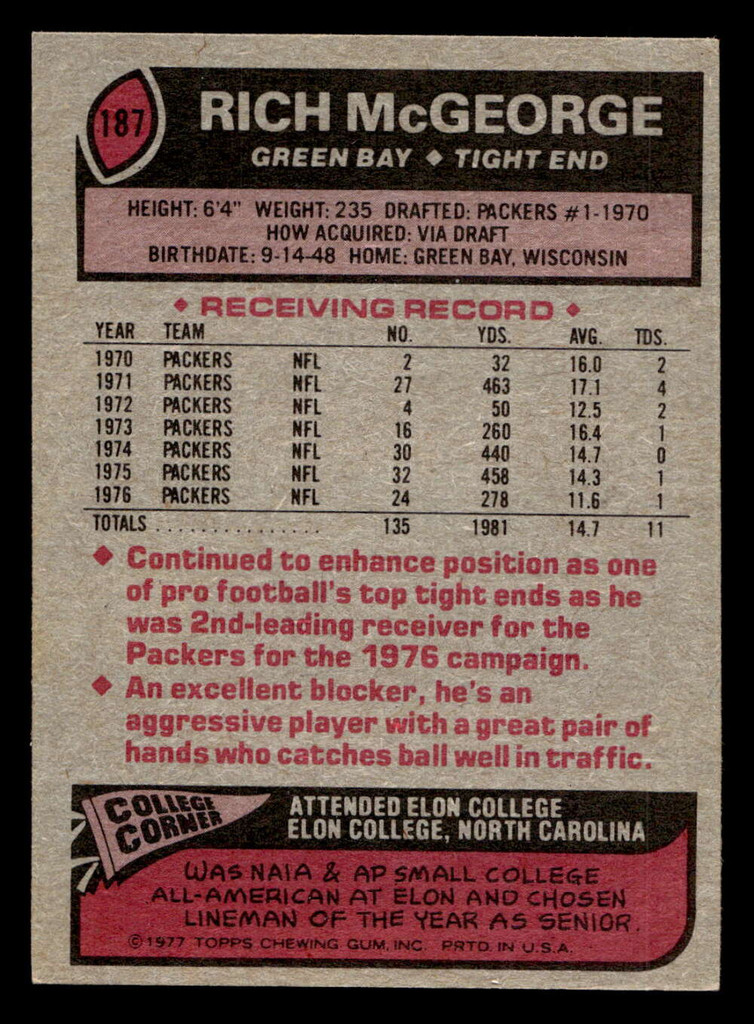 187
RICH McGEORGE
GREEN BAY ◆ TIGHT END
HEIGHT: 6'4" WEIGHT: 235 DRAFTED: PACKERS #1-1970
HOW ACQUIRED: VIA DRAFT
BIRTHDATE: 9-14-48 HOME: GREEN BAY, WISCONSIN
◆ RECEIVING RECORD ◆
YEAR TEAM NO. YDS. AVG. TDS.
1970 PACKERS NFL 2 32 16.0 2
1971 PACKERS NFL 27 463 17.1 4
1972 PACKERS NFL 4 50 12.5 2
1973 PACKERS NFL 16 260 16.4 1
1974 PACKERS NFL 30 440 14.7 0
1975 PACKERS NFL 32 458 14.3 1
1976 PACKERS NFL 24 278 11.6 1
TOTALS ................ 135 1981 14.7 11
◆ Continued to enhance position as one
of pro football's top tight ends as he
was 2nd-leading receiver for the
Packers for the 1976 campaign.
◆ An excellent blocker, he's an
aggressive player with a great pair of
hands who catches ball well in traffic.
COLLEGE
CORNER
ATTENDED ELON COLLEGE
ELON COLLEGE, NORTH CAROLINA
WAS NAIA & AP SMALL COLLEGE
ALL-AMERICAN AT ELON AND CHOSEN
LINEMAN OF THE YEAR AS SENIOR.
©1977 TOPPS CHEWING GUM, INC. PRTD. IN U.S.A.